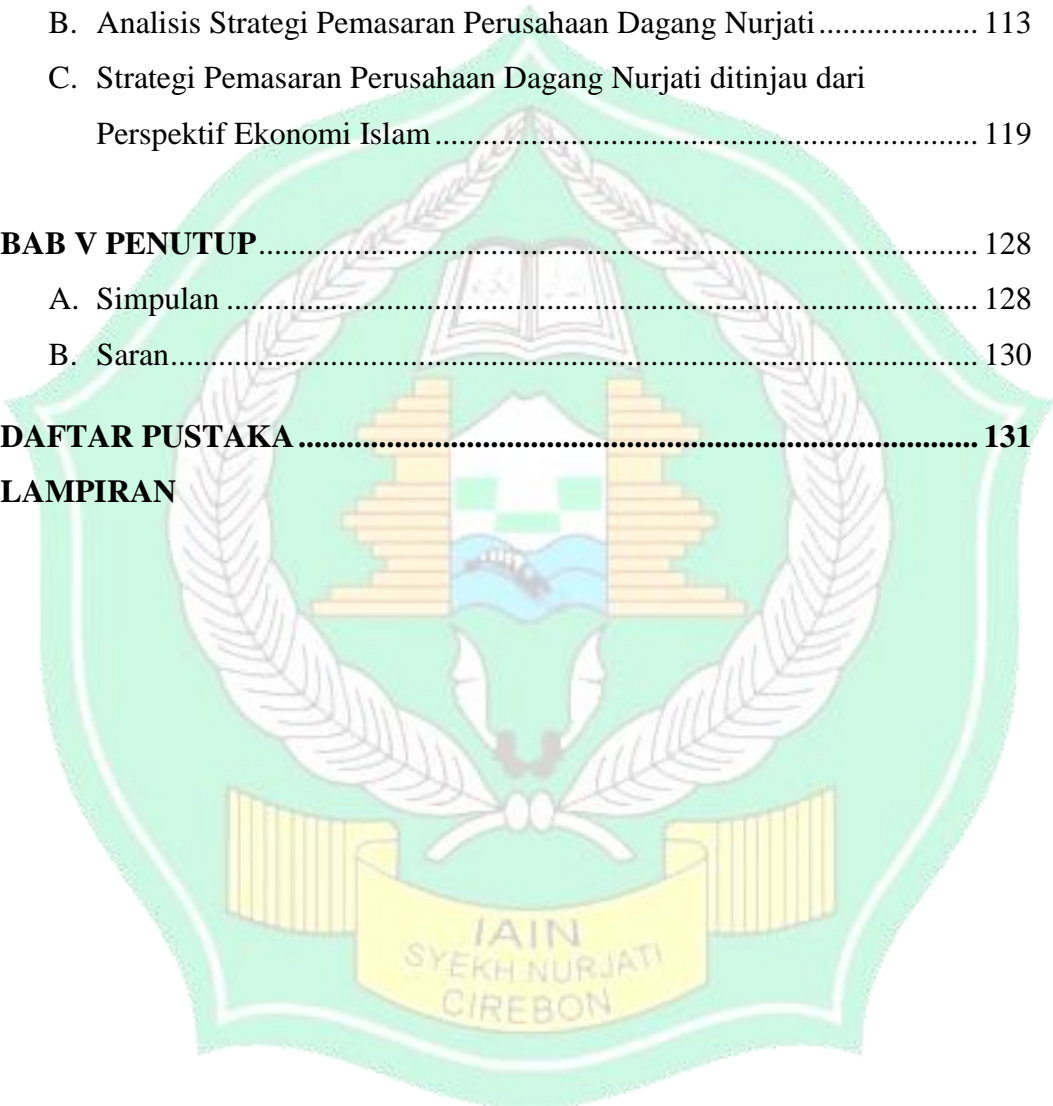 B. Analisis Strategi Pemasaran Perusahaan Dagang Nurjati................... 113
C. Strategi Pemasaran Perusahaan Dagang Nurjati ditinjau dari
Perspektif Ekonomi Islam.................................................................. 119
BAB V PENUTUP....................................................................................... 128
A. Simpulan........................................................................................... 128
B. Saran.................................................................................................. 130
DAFTAR PUSTAKA.................................................................................. 131
LAMPIRAN
IAIN
SYEKH NURJATI
CIREBON